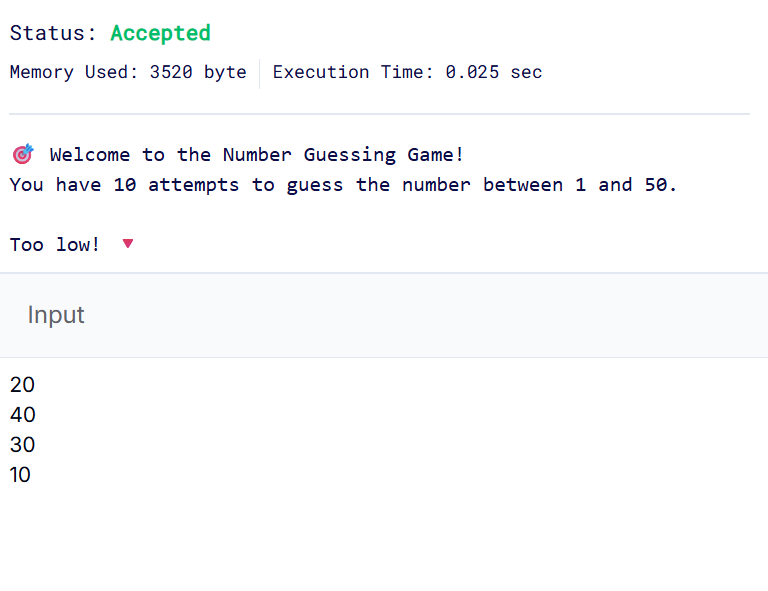 Status: Accepted
Memory Used: 3520 byte Execution Time: 0.025 sec
🎯 Welcome to the Number Guessing Game!
You have 10 attempts to guess the number between 1 and 50.
Too low! 🔻
Input
20
40
30
10